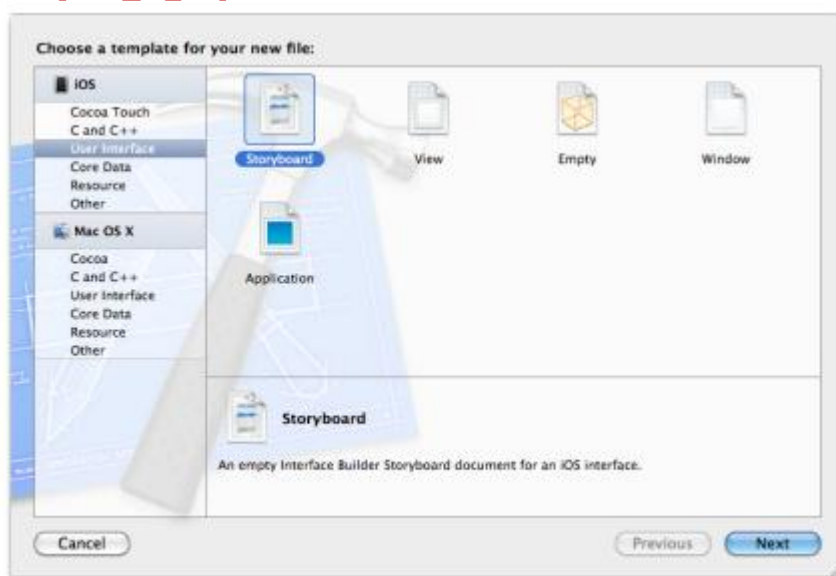 Choose a template for your new file:
iOS
Cocoa Touch
C and C++
User Interface
Core Data
Resource
Other
Mac OS X
Cocoa
C and C++
User Interface
Core Data
Resource
Other
Storyboard
View
Empty
Window
Application
Storyboard
An empty Interface Builder Storyboard document for an iOS interface.
Cancel
Previous
Next